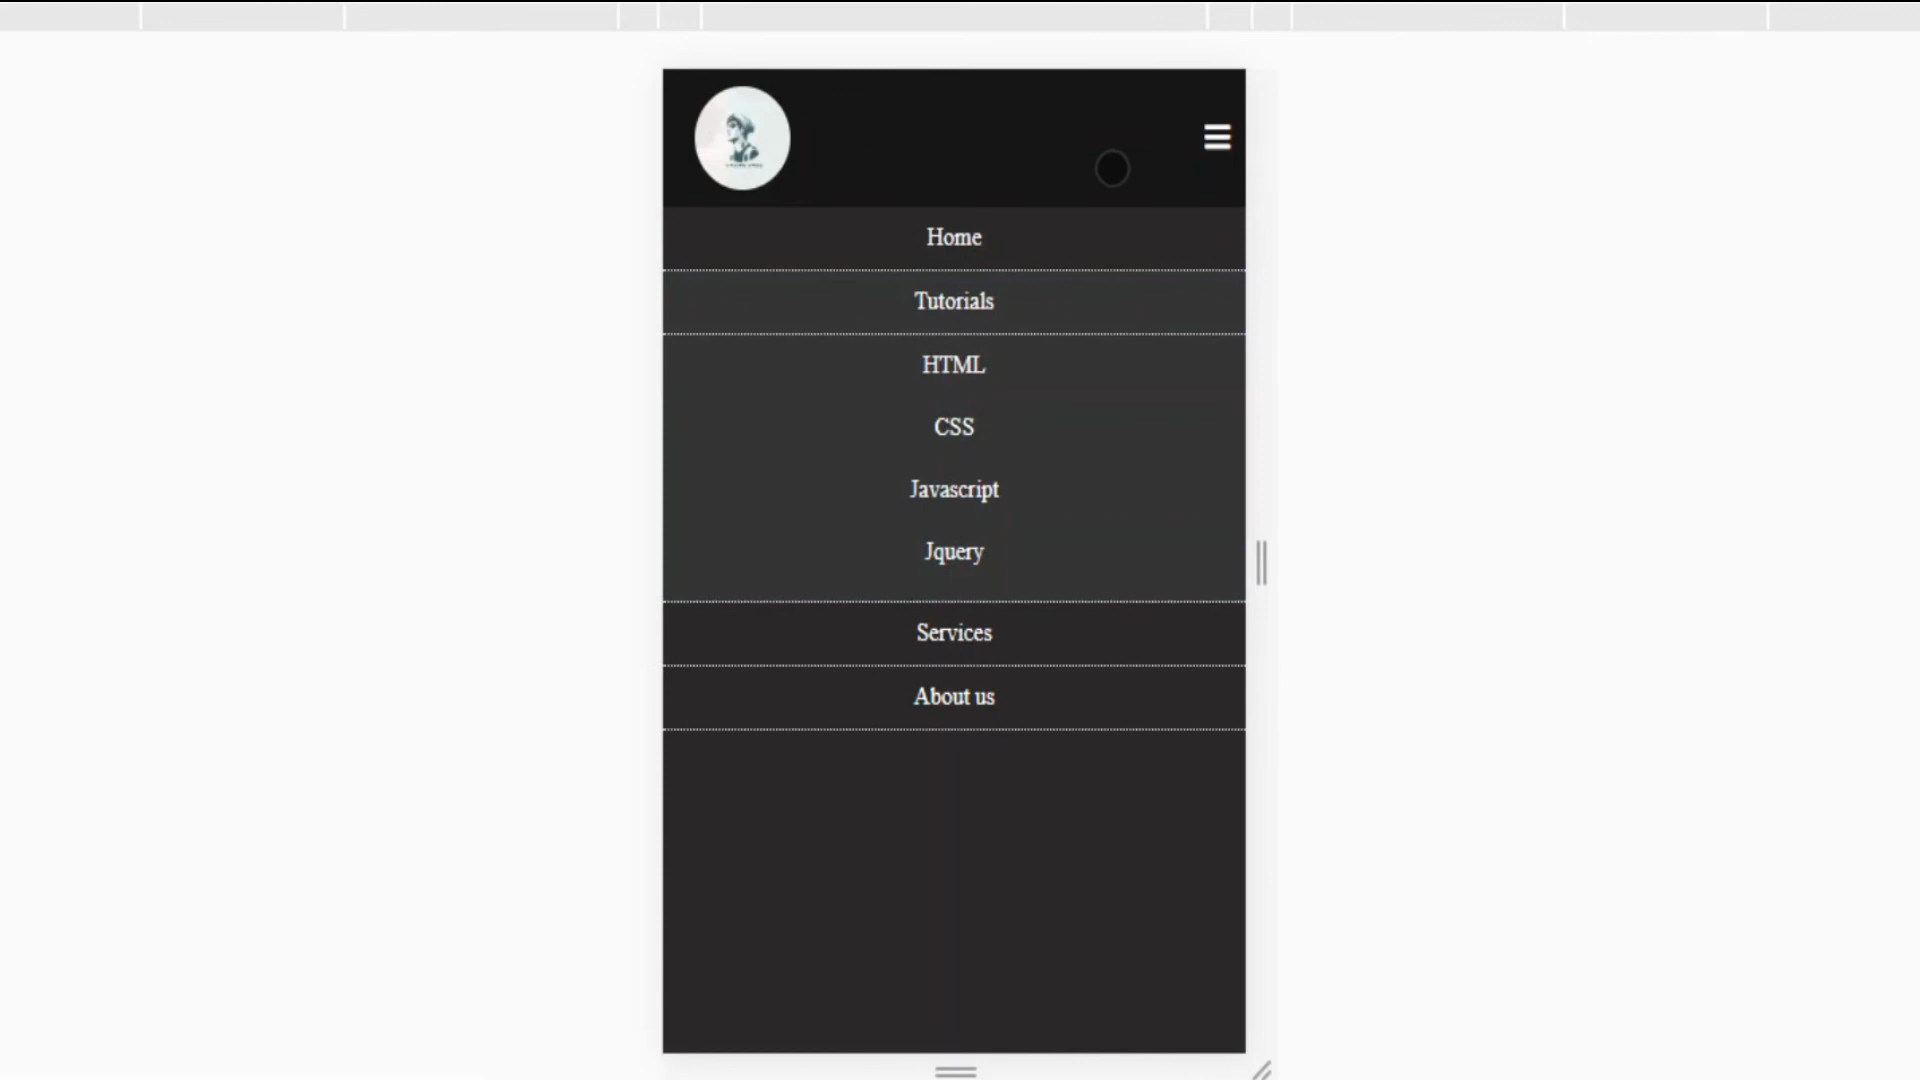 Home
Tutorials
HTML
CSS
Javascript
Jquery
Services
About us